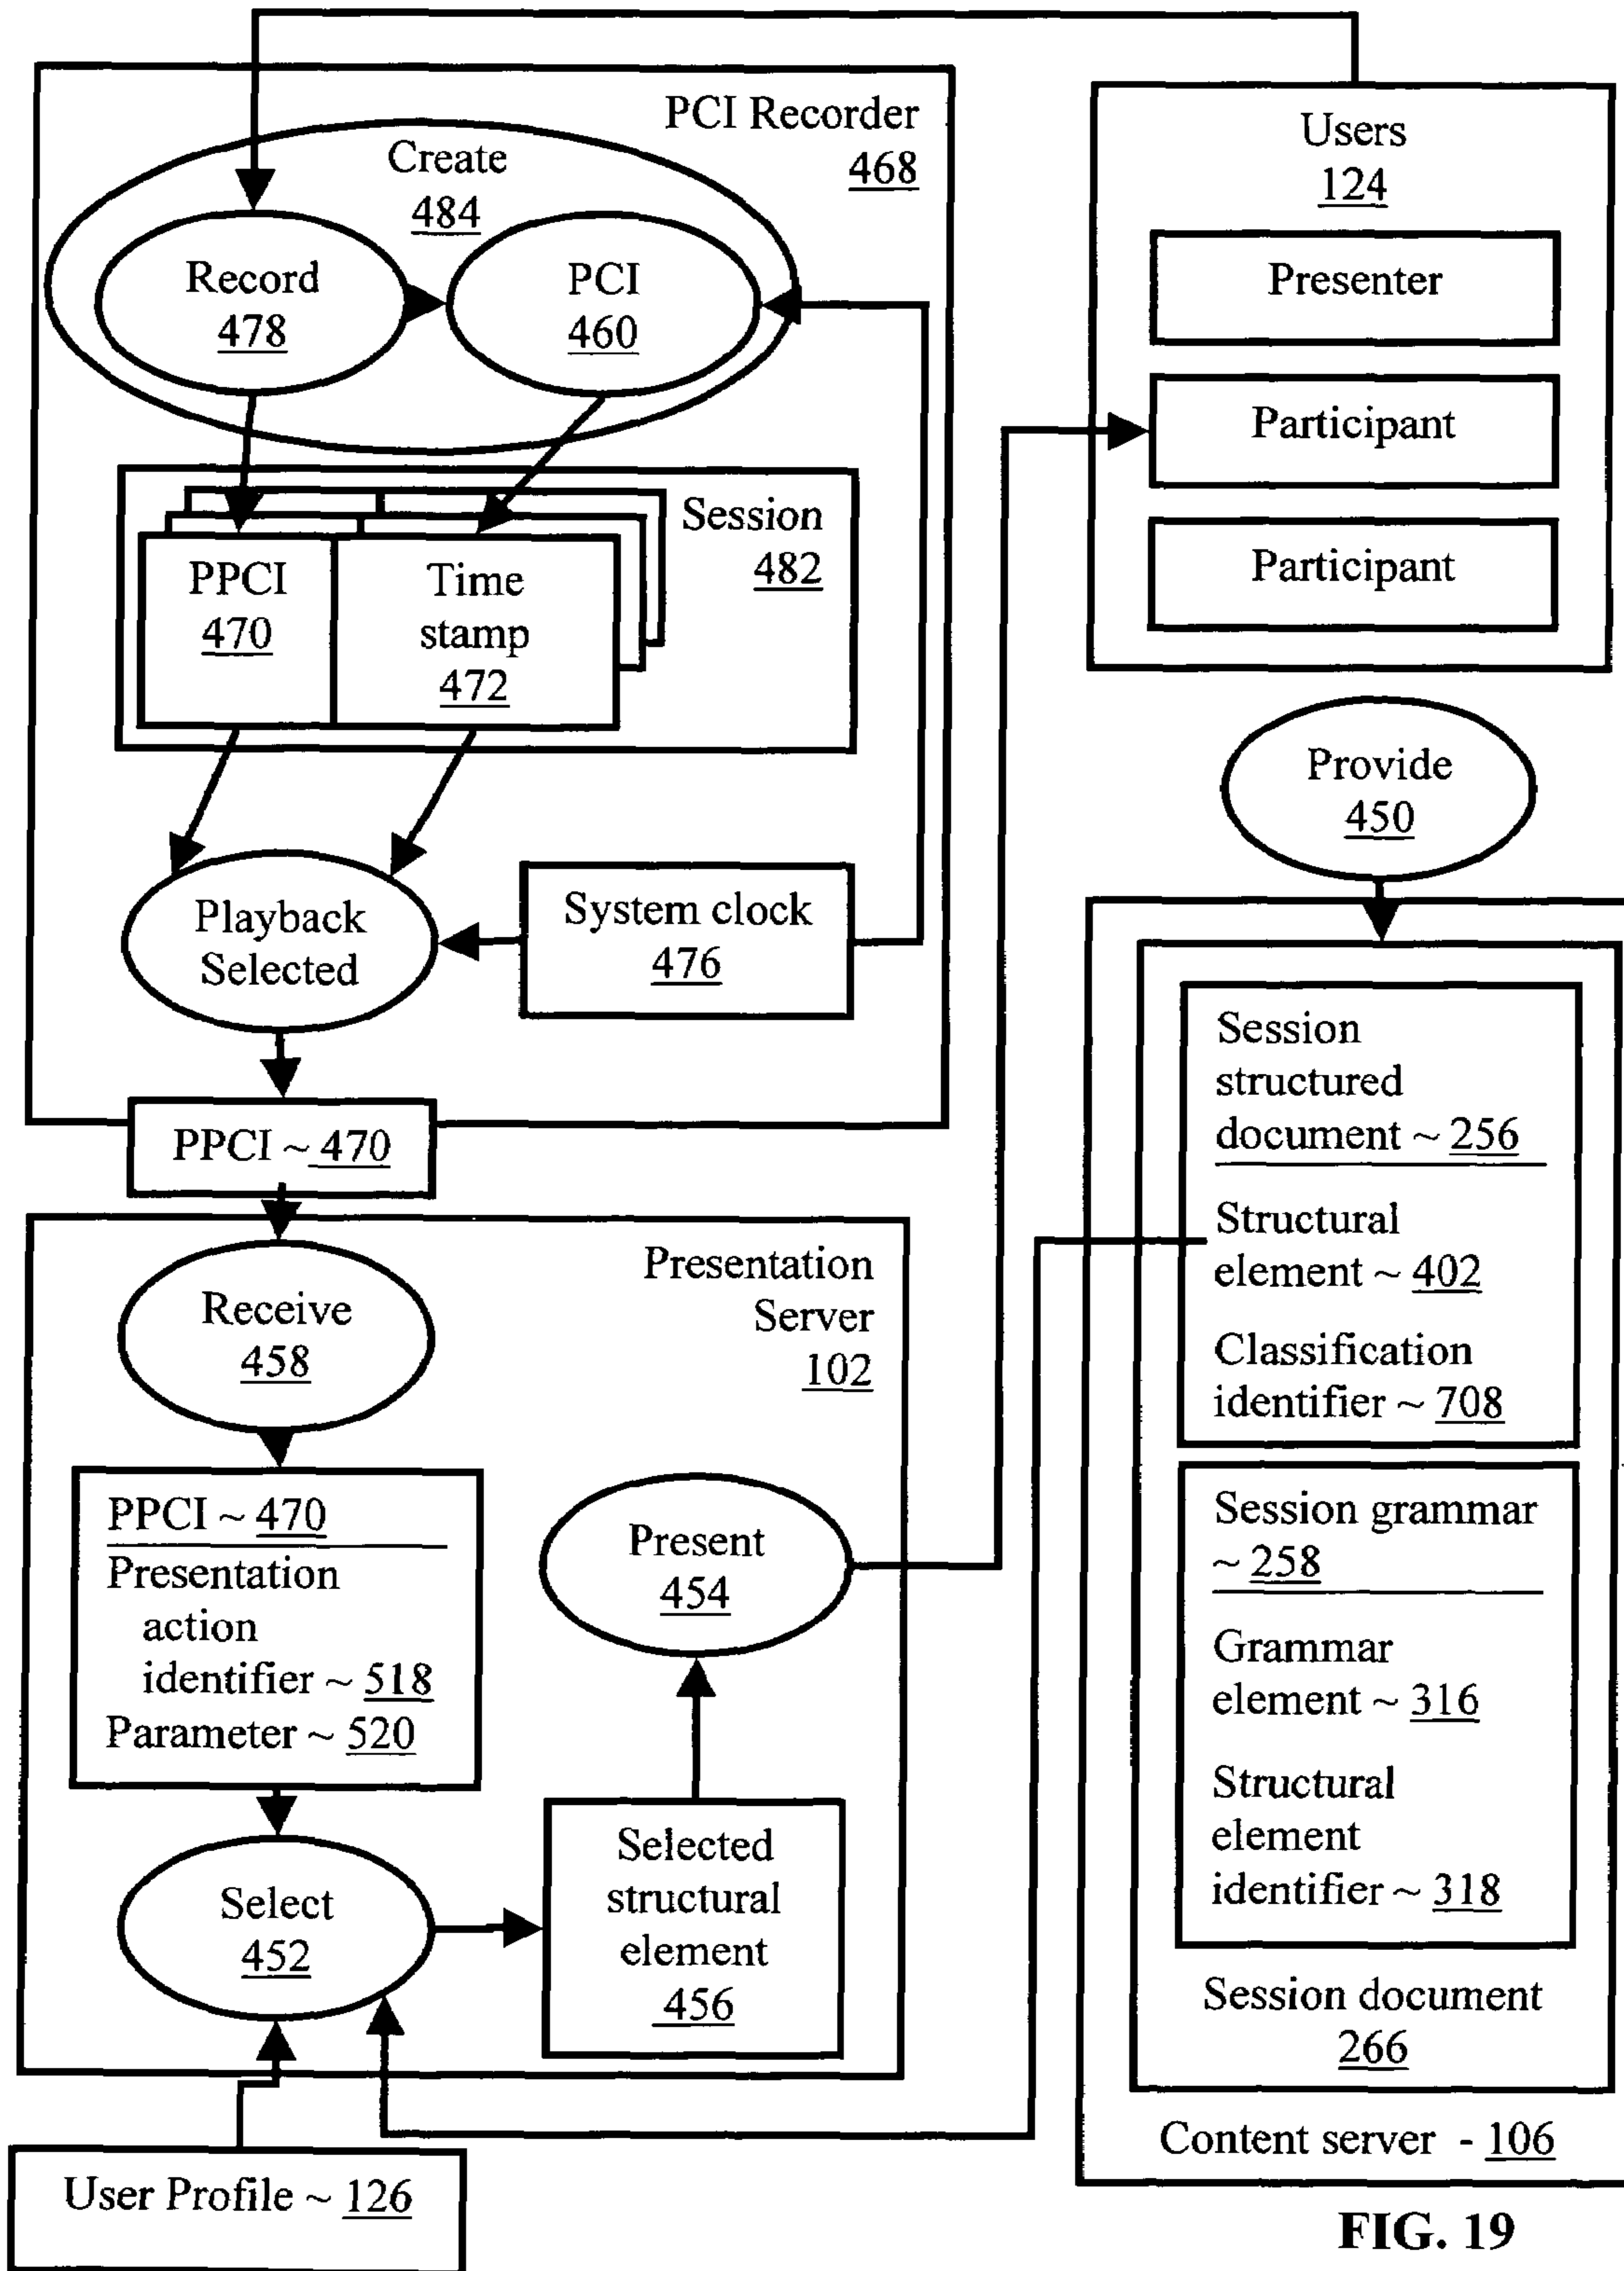 PCI Recorder
468
Create
484
Record
478
PCI
460
Session
482
PPCI
470
Time
stamp
472
Playback
Selected
System clock
476
PPCI ~ 470
Presentation
Server
102
Receive
458
PPCI ~ 470
Presentation
action
identifier ~ 518
Parameter ~ 520
Present
454
Select
452
Selected
structural
element
456
User Profile ~ 126
Users
124
Presenter
Participant
Participant
Provide
450
Session
structured
document ~ 256
Structural
element ~ 402
Classification
identifier ~ 708
Session grammar
~ 258
Grammar
element ~ 316
Structural
element
identifier ~ 318
Session document
266
Content server - 106
FIG. 19